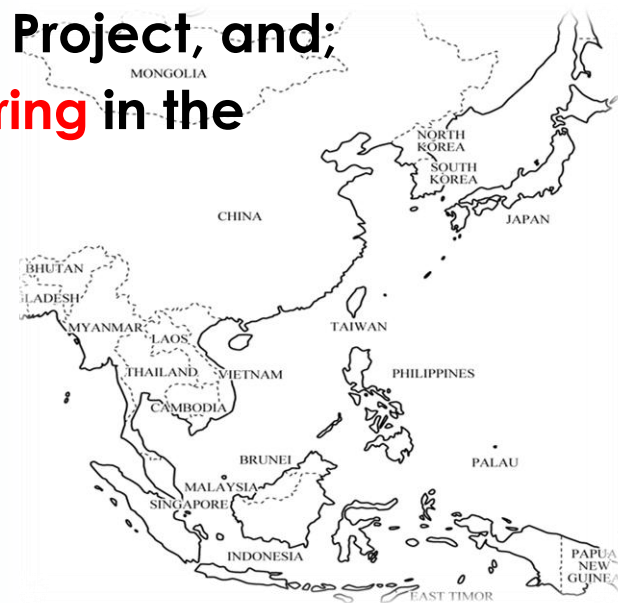 Project, and;
ring in the
MONGOLIA
NORTH
KOREA
SOUTH
KOREA
JAPAN
CHINA
BHUTAN
LADESH
MYANMAR
LAOS
TAIWAN
THAILAND
VIETNAM
PHILIPPINES
CAMBODIA
BRUNEI
PALAU
MALAYSIA
SINGAPORE
INDONESIA
PAPUA
NEW
GUINEA
EAST TIMOR